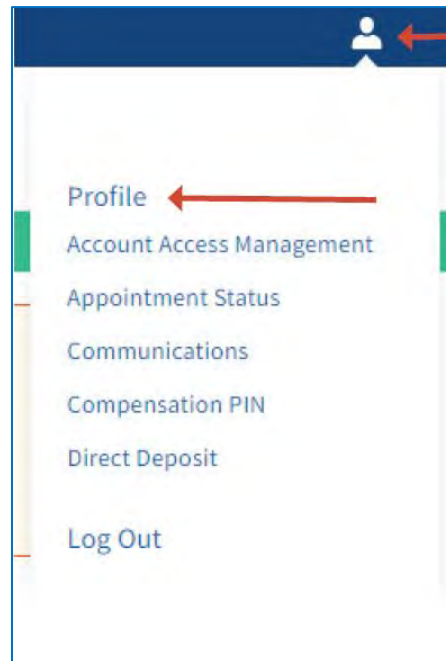 Profile
Account Access Management
Appointment Status
Communications
Compensation PIN
Direct Deposit
Log Out